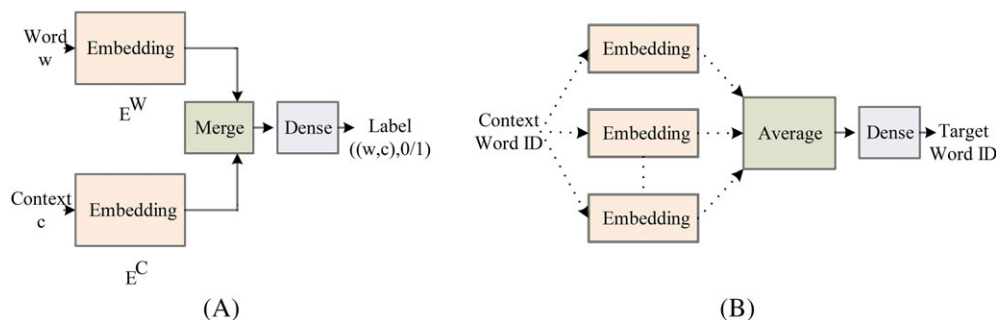 Word
w
Embedding
E^W
Merge
Dense
Label
((w,c),0/1)
Context
c
Embedding
E^C
(A)
Context
Word ID
Embedding
Embedding
Embedding
Average
Dense
Target
Word ID
(B)